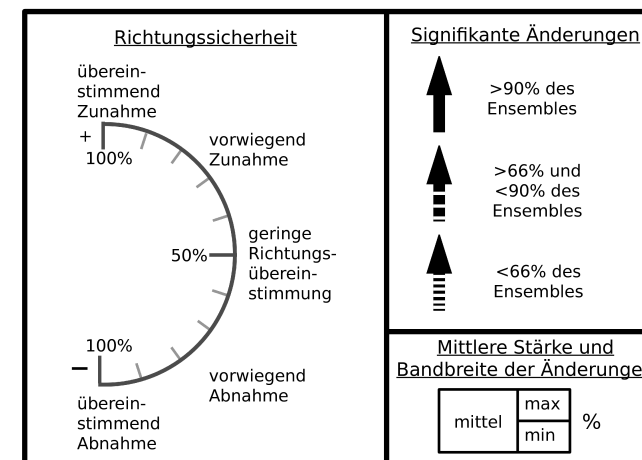 Richtungssicherheit
überein-
stimmend
Zunahme
+
100%
vorwiegend
Zunahme
50%
geringe
Richtungs-
überein-
stimmung
100%
−
vorwiegend
Abnahme
überein-
stimmend
Abnahme
Signifikante Änderungen
>90% des
Ensembles
>66% und
<90% des
Ensembles
<66% des
Ensembles
Mittlere Stärke und
Bandbreite der Änderunge
mittel
max
min
%